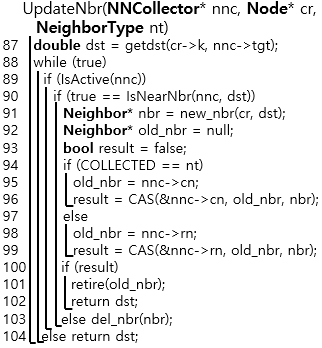 UpdateNbr(NNCollector* nnc, Node* cr,
NeighborType nt)
87 double dst = getdst(cr->k, nnc->tgt);
88 while (true)
89 if (IsActive(nnc))
90 if (true == IsNearNbr(nnc, dst))
91 Neighbor* nbr = new_nbr(cr, dst);
92 Neighbor* old_nbr = null;
93 bool result = false;
94 if (COLLECTED == nt)
95 old_nbr = nnc->cn;
96 result = CAS(&nnc->cn, old_nbr, nbr);
97 else
98 old_nbr = nnc->rn;
99 result = CAS(&nnc->rn, old_nbr, nbr);
100 if (result)
101 retire(old_nbr);
102 return dst;
103 else del_nbr(nbr);
104 else return DST;